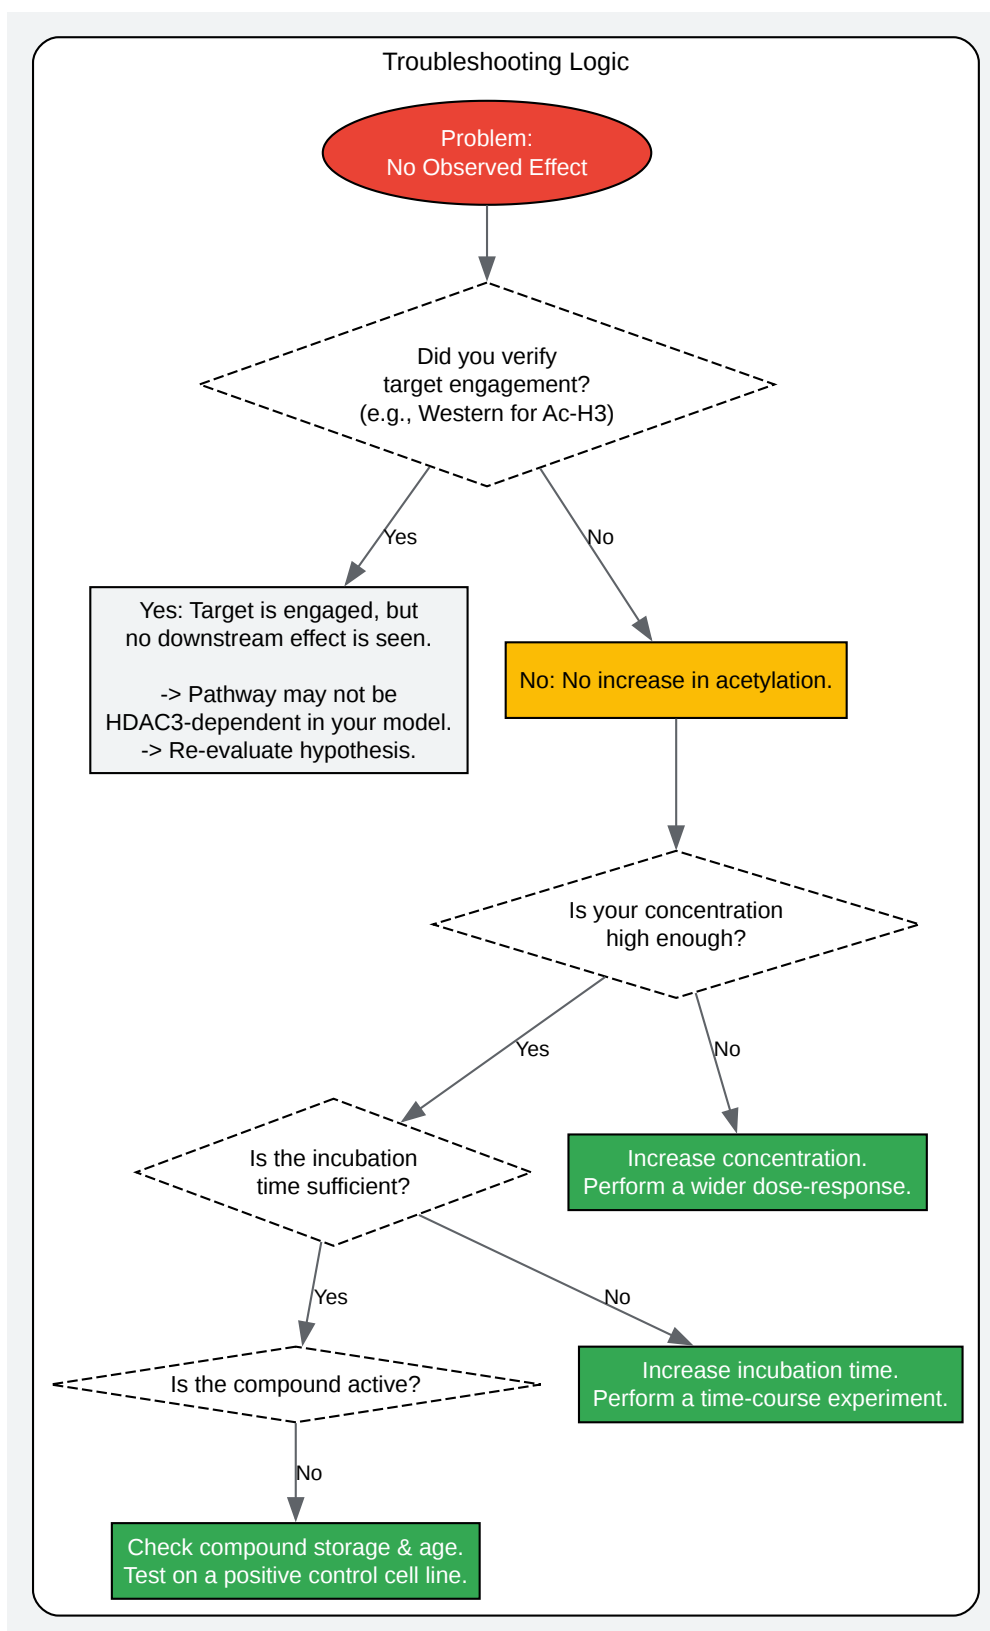 Troubleshooting Logic
Problem:
No Observed Effect
Did you verify
target engagement?
(e.g., Western for Ac-H3)
Yes
No
Yes: Target is engaged, but
no downstream effect is seen.
-> Pathway may not be
HDAC3-dependent in your model.
-> Re-evaluate hypothesis.
No: No increase in acetylation.
Is your concentration
high enough?
Yes
No
Is the incubation
time sufficient?
Increase concentration.
Perform a wider dose-response.
Yes
No
Is the compound active?
Increase incubation time.
Perform a time-course experiment.
No
Check compound storage & age.
Test on a positive control cell line.